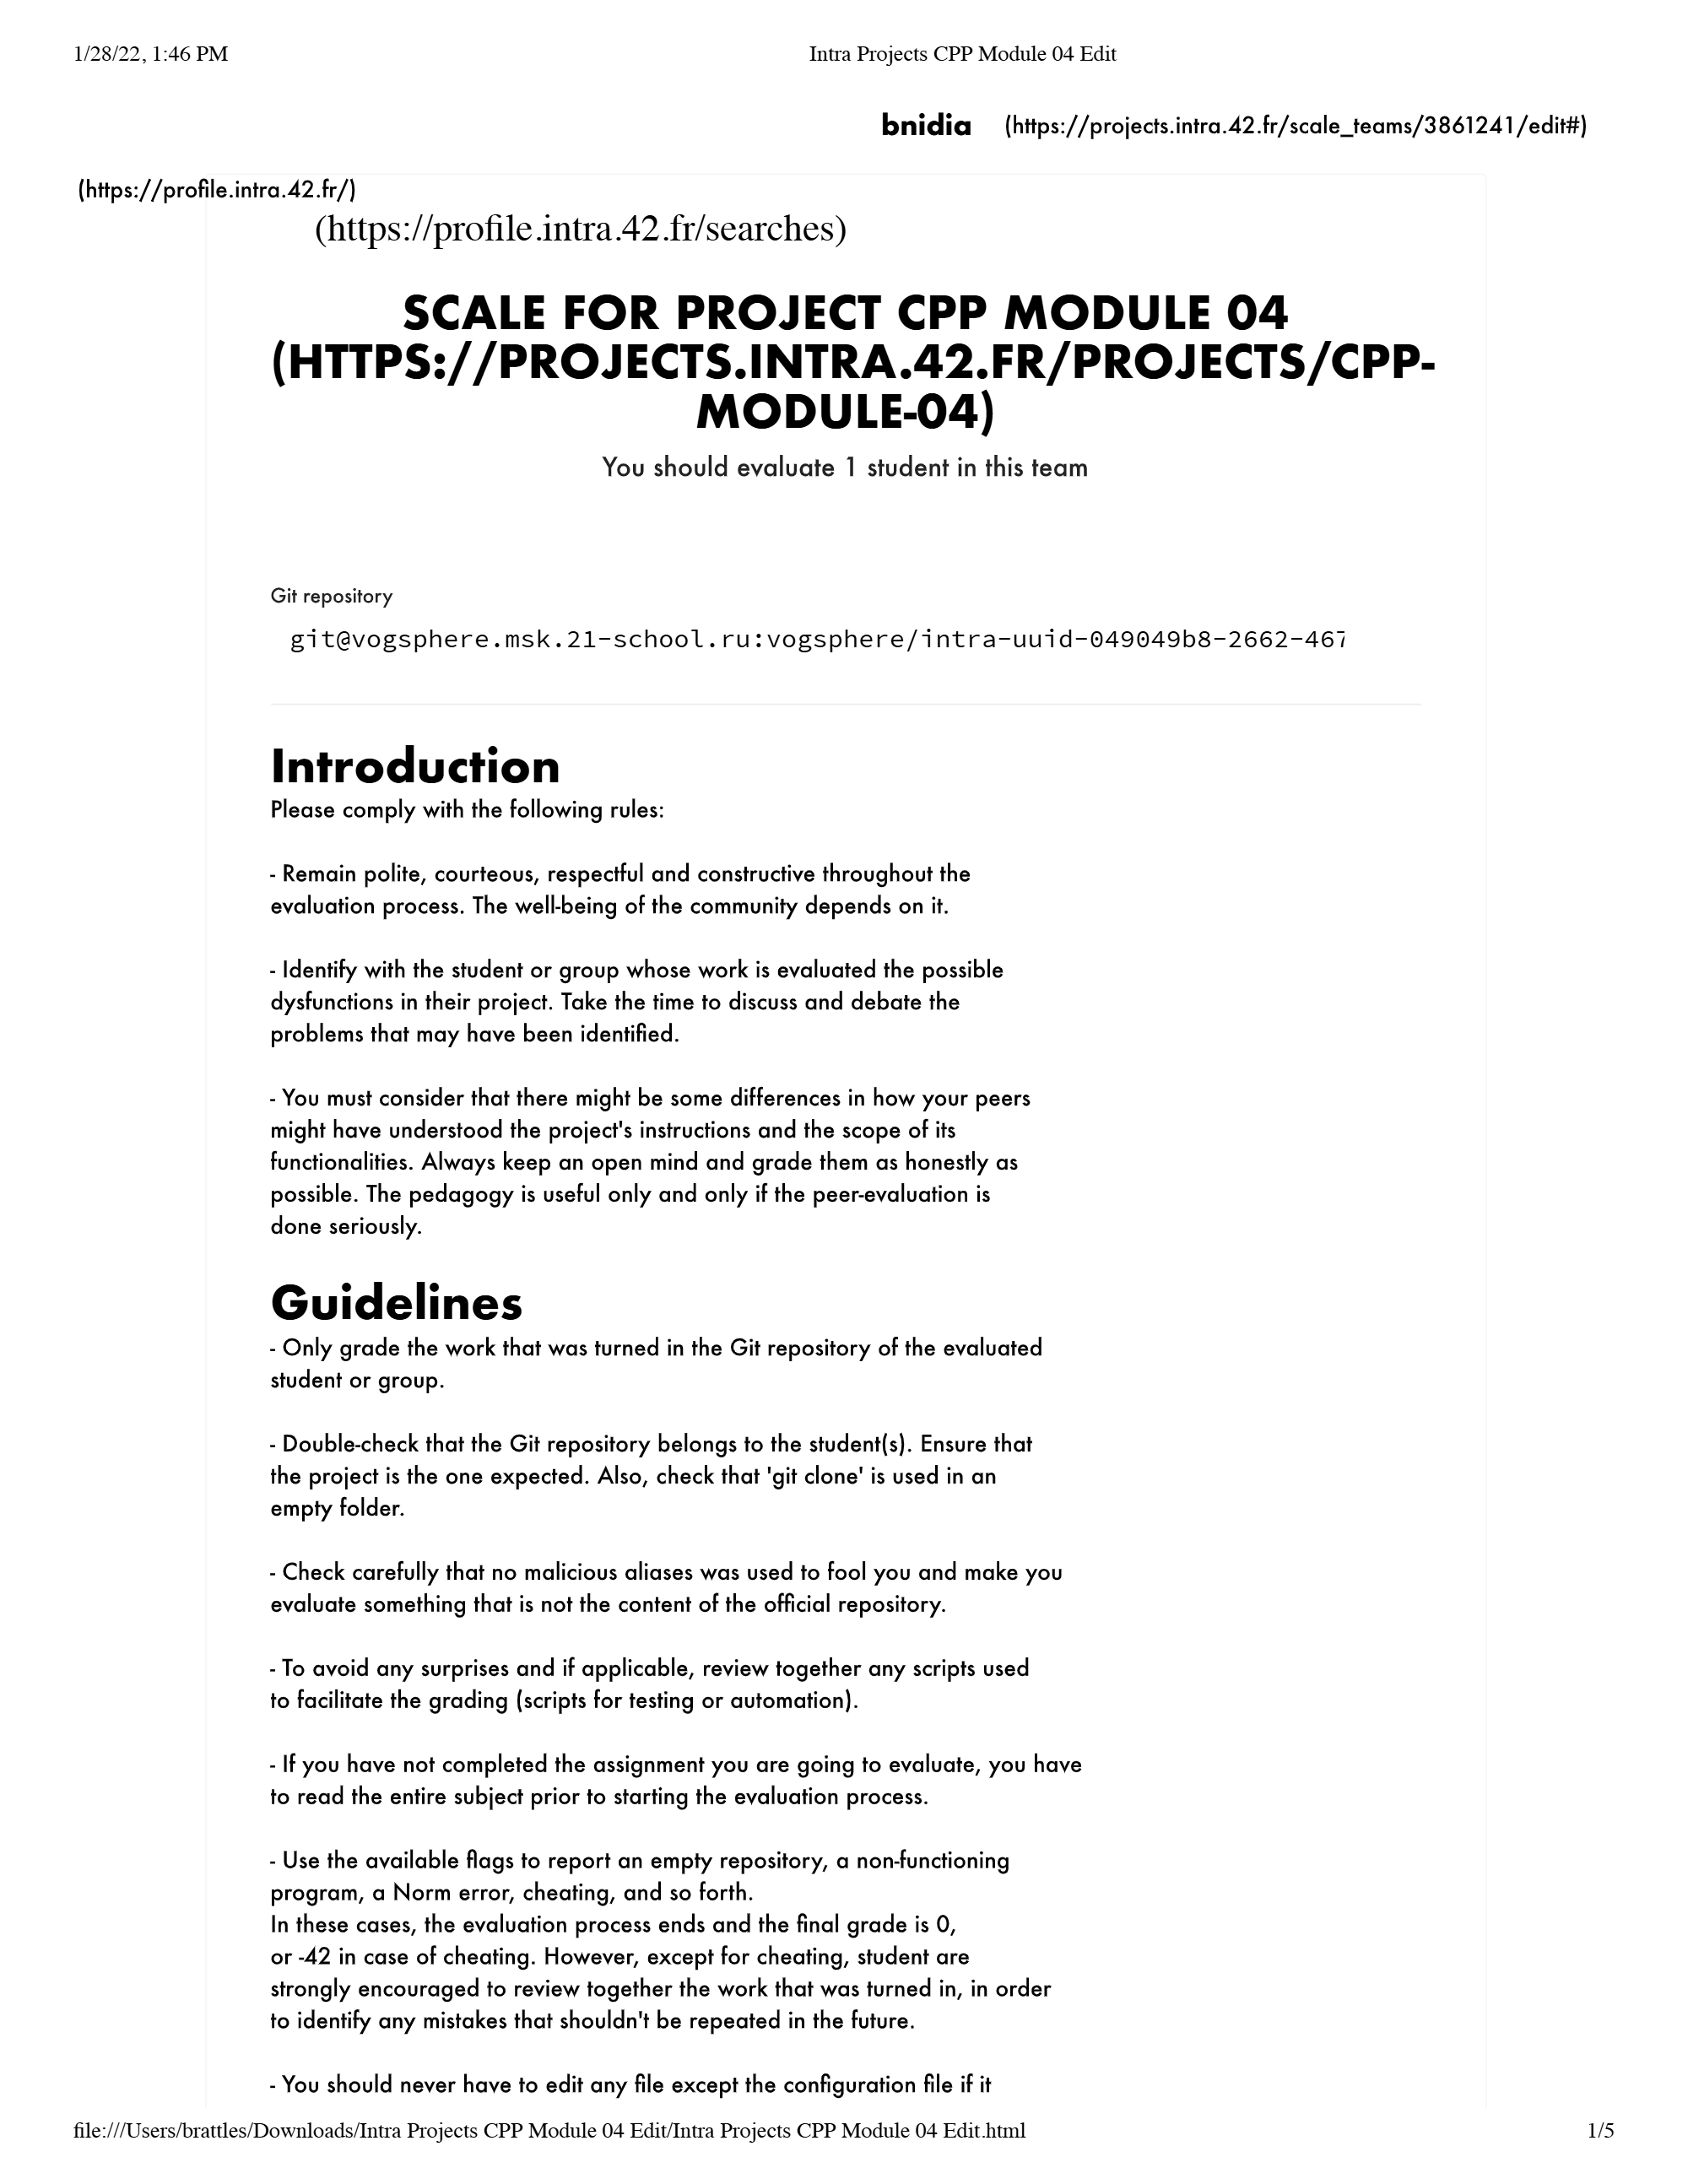 1/28/22, 1:46 PM
Intra Projects CPP Module 04 Edit
bnidia (https://projects.intra.42.fr/scale_teams/3861241/edit#)
(https://profile.intra.42.fr/)
(https://profile.intra.42.fr/searches)
SCALE FOR PROJECT CPP MODULE 04
(HTTPS://PROJECTS.INTRA.42.FR/PROJECTS/CPP-
MODULE-04)
You should evaluate 1 student in this team
Git repository
git@vogsphere.msk.21-school.ru:vogsphere/intra-uuid-049049b8-2662-467
Introduction
Please comply with the following rules:
- Remain polite, courteous, respectful and constructive throughout the
evaluation process. The well-being of the community depends on it.
- Identify with the student or group whose work is evaluated the possible
dysfunctions in their project. Take the time to discuss and debate the
problems that may have been identified.
- You must consider that there might be some differences in how your peers
might have understood the project's instructions and the scope of its
functionalities. Always keep an open mind and grade them as honestly as
possible. The pedagogy is useful only and only if the peer-evaluation is
done seriously.
Guidelines
- Only grade the work that was turned in the Git repository of the evaluated
student or group.
- Double-check that the Git repository belongs to the student(s). Ensure that
the project is the one expected. Also, check that 'git clone' is used in an
empty folder.
- Check carefully that no malicious aliases was used to fool you and make you
evaluate something that is not the content of the official repository.
- To avoid any surprises and if applicable, review together any scripts used
to facilitate the grading (scripts for testing or automation).
- If you have not completed the assignment you are going to evaluate, you have
to read the entire subject prior to starting the evaluation process.
- Use the available flags to report an empty repository, a non-functioning
program, a Norm error, cheating, and so forth.
In these cases, the evaluation process ends and the final grade is 0,
or -42 in case of cheating. However, except for cheating, student are
strongly encouraged to review together the work that was turned in, in order
to identify any mistakes that shouldn't be repeated in the future.
- You should never have to edit any file except the configuration file if it
file:///Users/brattles/Downloads/Intra Projects CPP Module 04 Edit/Intra Projects CPP Module 04 Edit.html
1/5